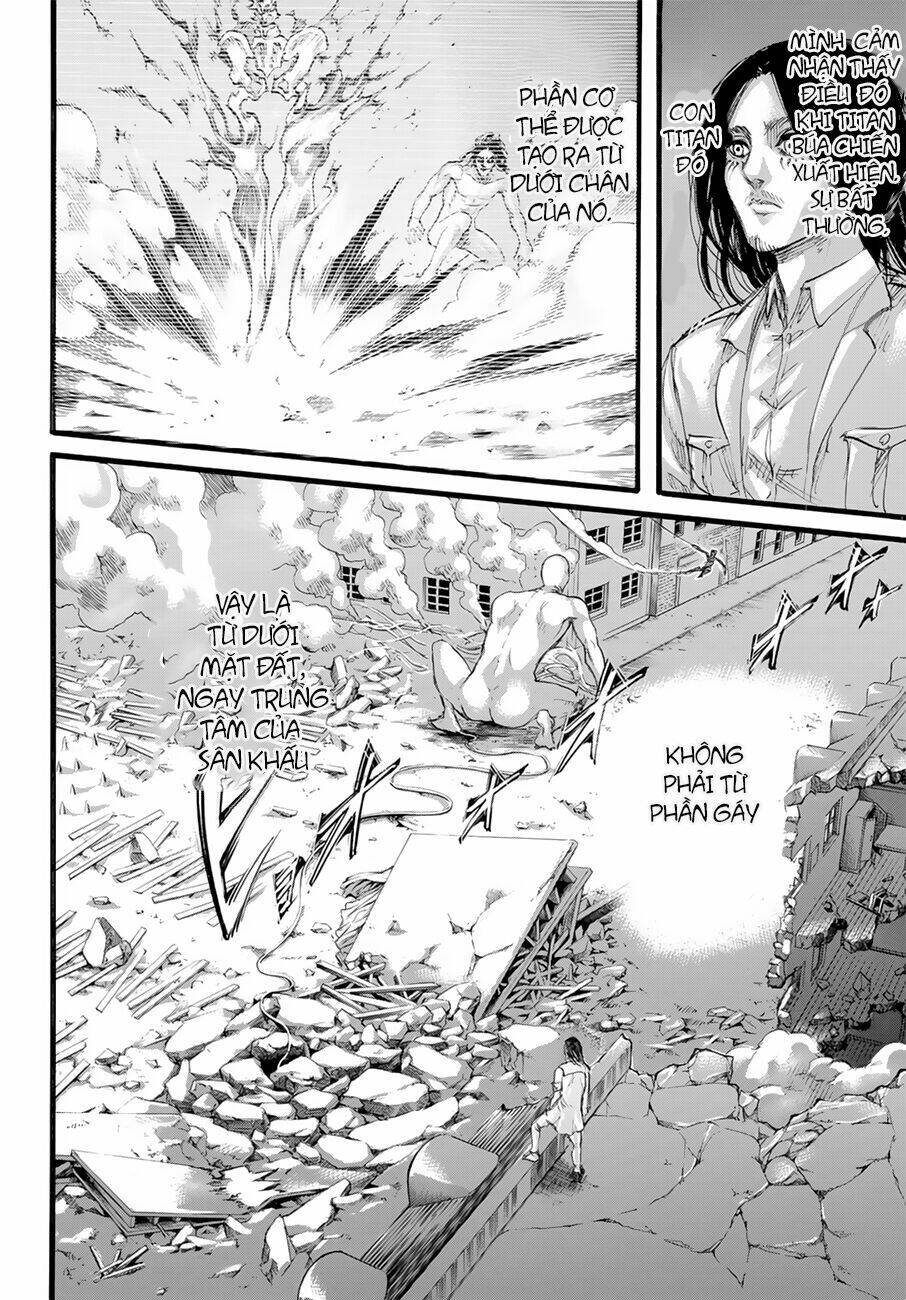 MÌNH CẢM
NHẬN THẤY
ĐIỀU ĐÓ
KHI TITAN
BÚA CHIẾN
XUẤT HIỆN.
SỰ BẤT
THƯỜNG.
CON
TITAN
ĐÓ
PHẦN CƠ
THỂ ĐƯỢC
TẠO RA TỪ
DƯỚI CHÂN
CỦA NÓ.
KHÔNG
PHẢI TỪ
PHẦN GÁY
VẬY LÀ
TỪ DƯỚI
MẶT ĐẤT,
NGAY TRUNG
TÂM CỦA
SÂN KHẤU